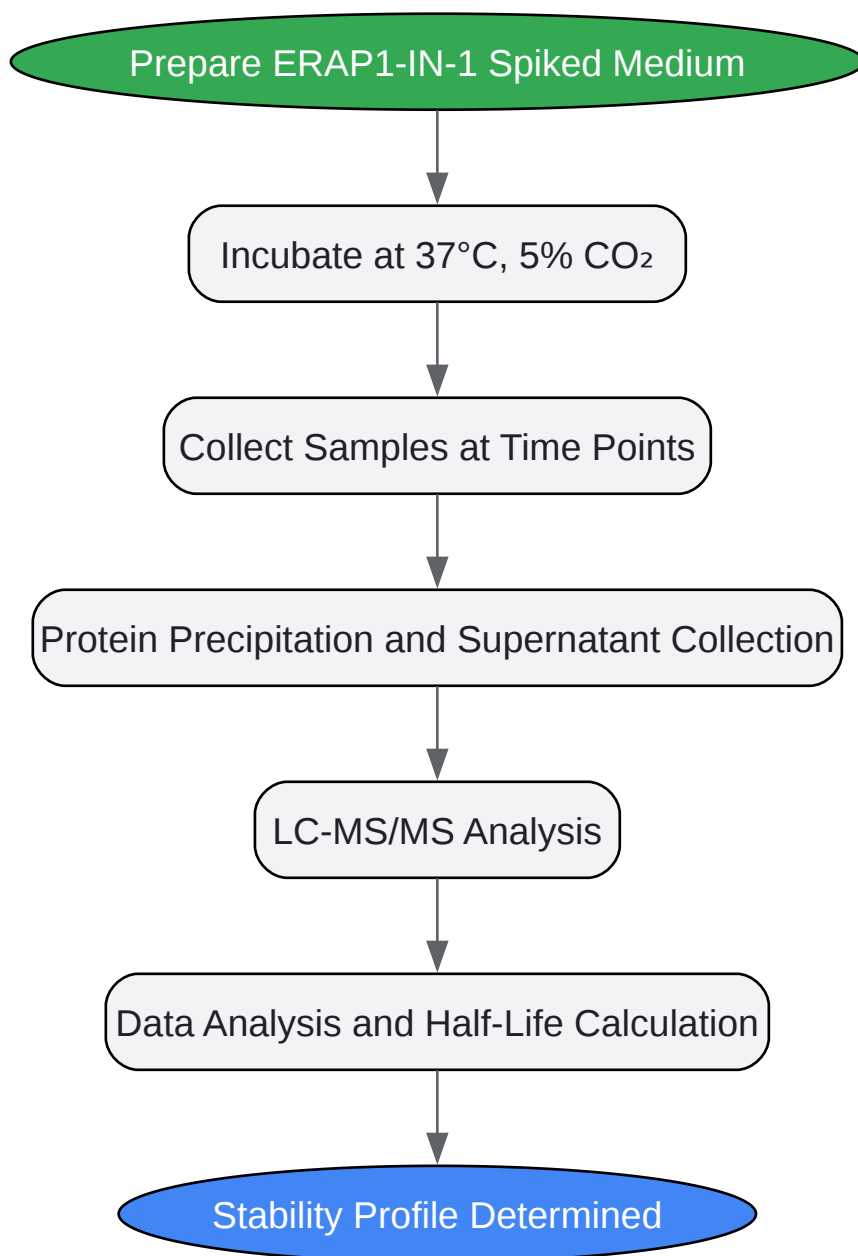 Prepare ERAP1-IN-1 Spiked Medium
Incubate at 37°C, 5% CO₂
Collect Samples at Time Points
Protein Precipitation and Supernatant Collection
LC-MS/MS Analysis
Data Analysis and Half-Life Calculation
Stability Profile Determined